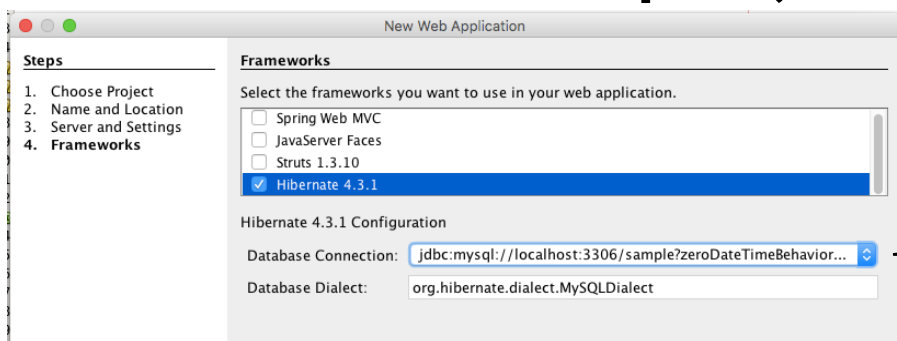 New Web Application
Steps
1. Choose Project
2. Name and Location
3. Server and Settings
4. Frameworks
Frameworks
Select the frameworks you want to use in your web application.
Spring Web MVC
JavaServer Faces
Struts 1.3.10
Hibernate 4.3.1
Hibernate 4.3.1 Configuration
Database Connection: jdbc:mysql://localhost:3306/sample?zeroDateTimeBehavior...
Database Dialect: org.hibernate.dialect.MySQLDialect